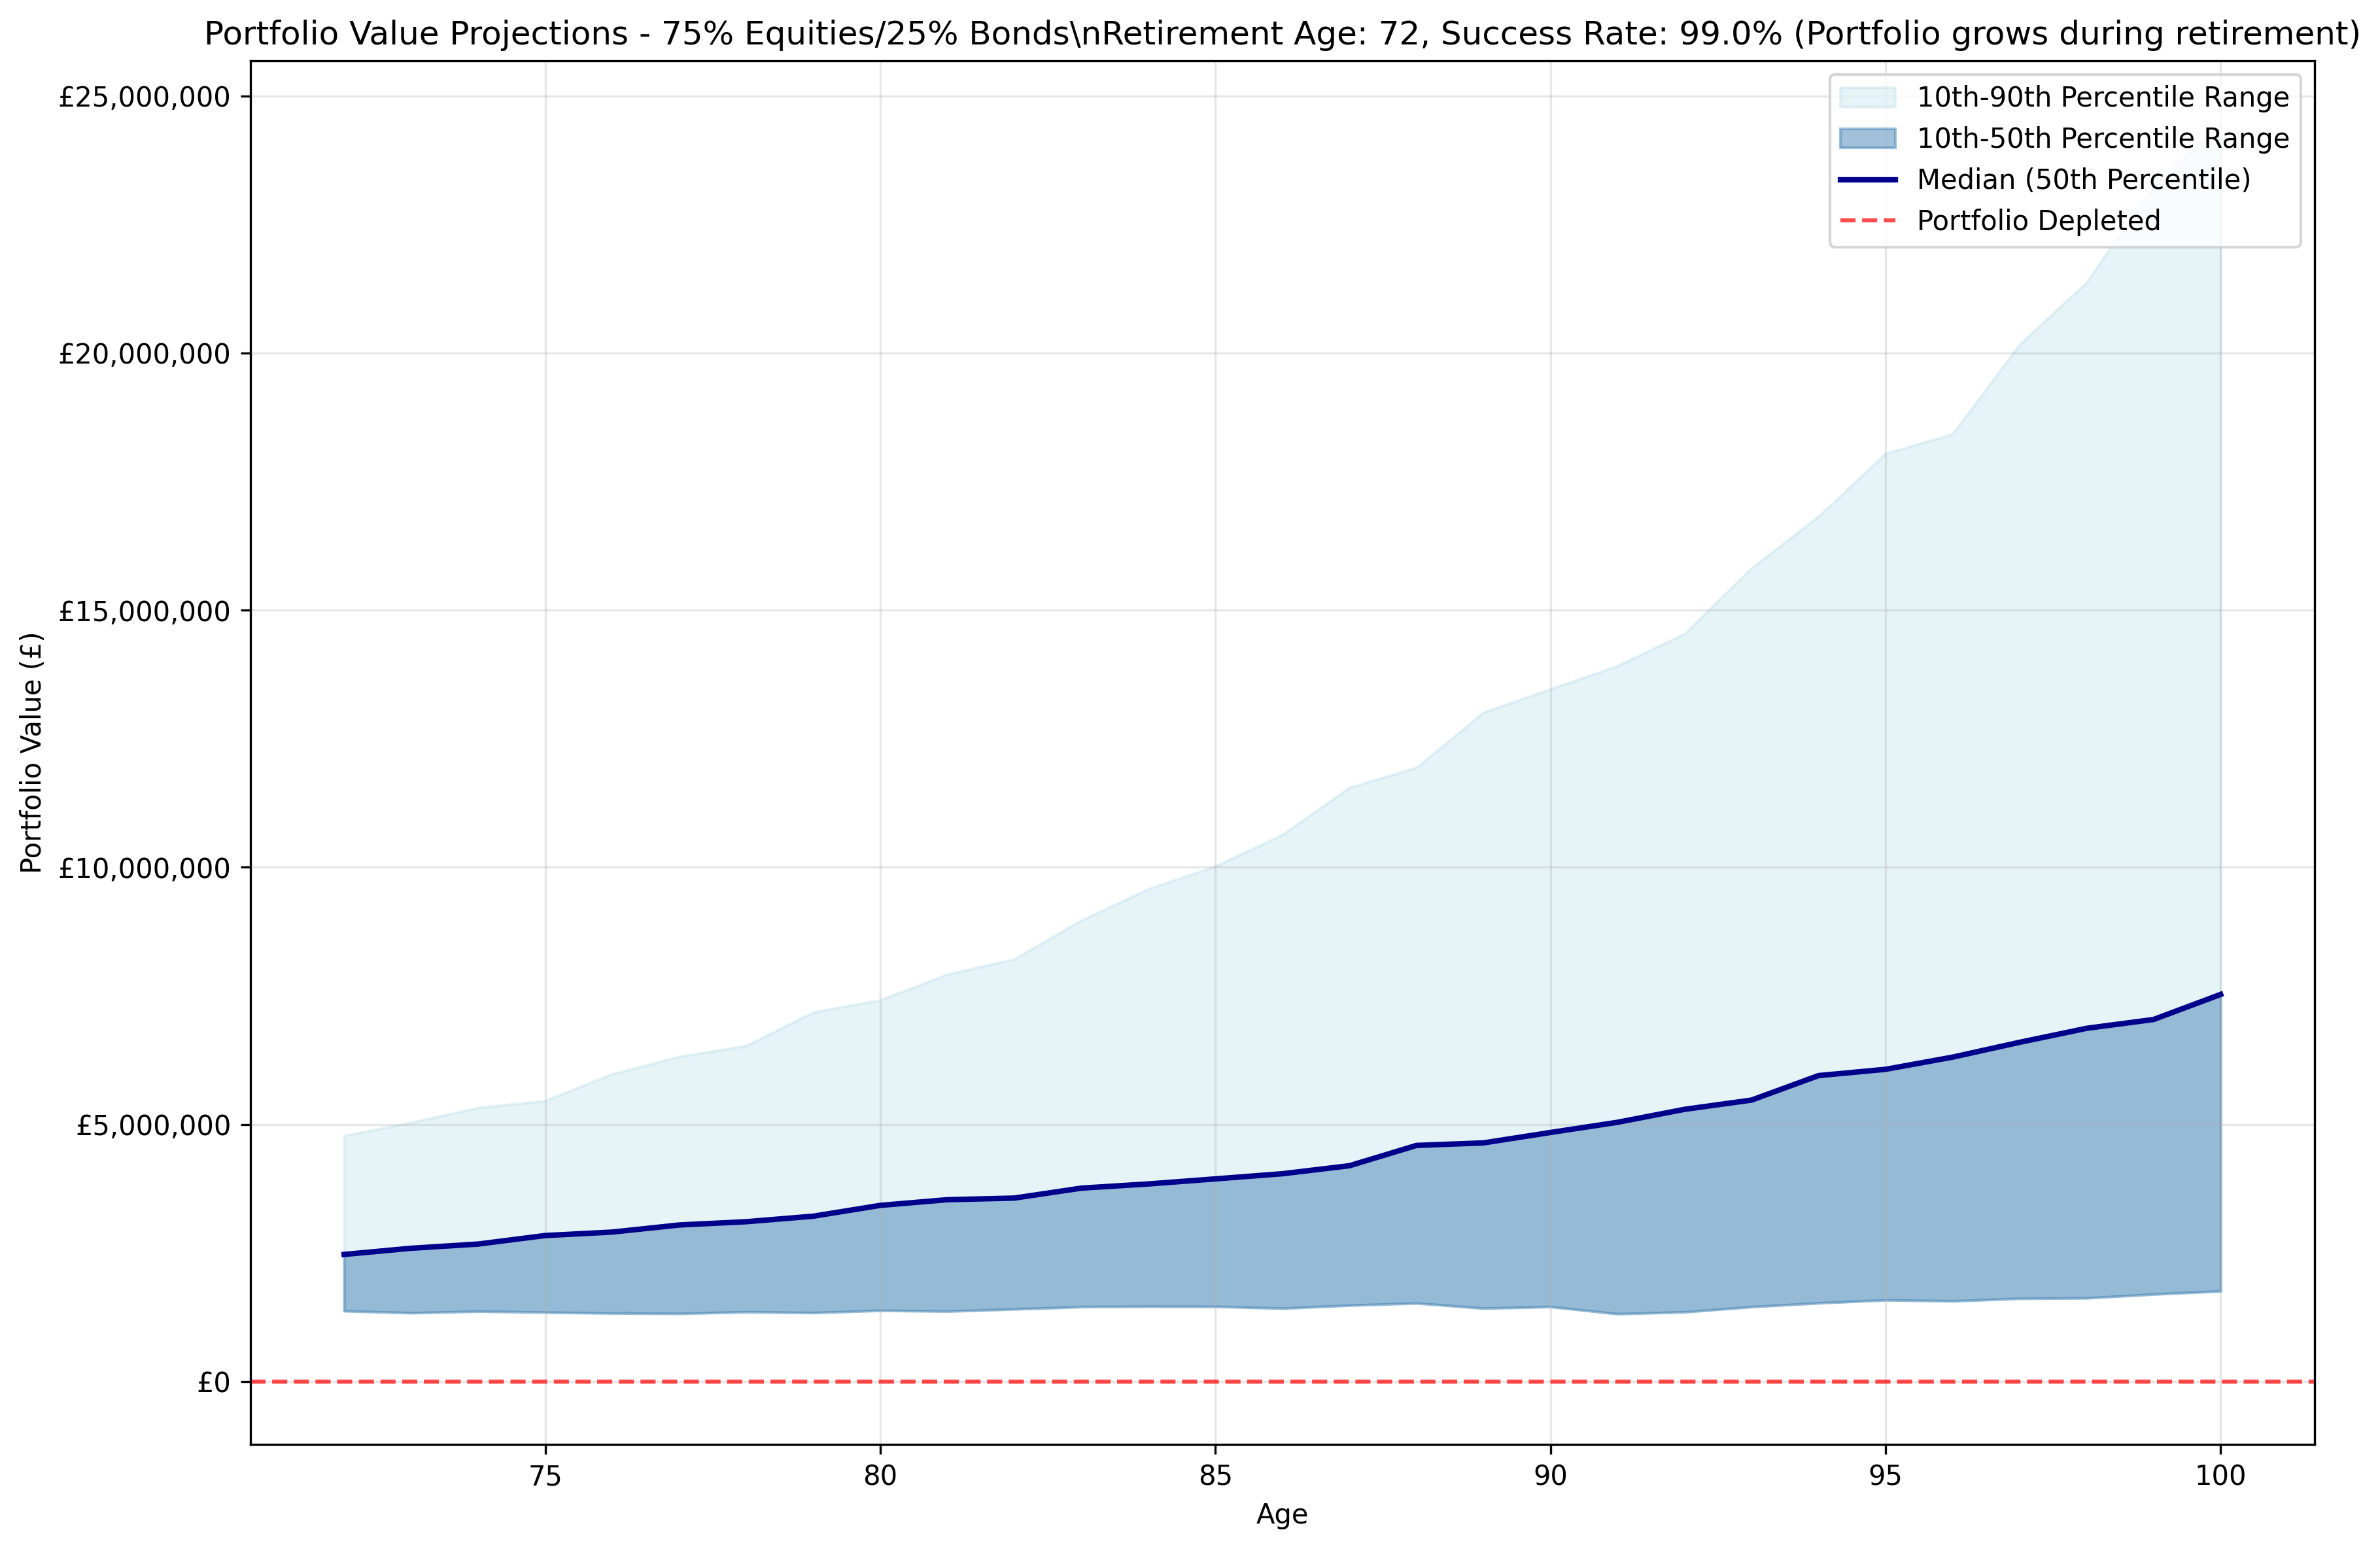 Portfolio Value Projections - 75% Equities/25% Bonds\nRetirement Age: 72, Success Rate: 99.0% (Portfolio grows during retirement)
10th-90th Percentile Range
10th-50th Percentile Range
Median (50th Percentile)
Portfolio Depleted
Portfolio Value (£)
£25,000,000
£20,000,000
£15,000,000
£10,000,000
£5,000,000
£0
75
80
85
90
95
100
Age